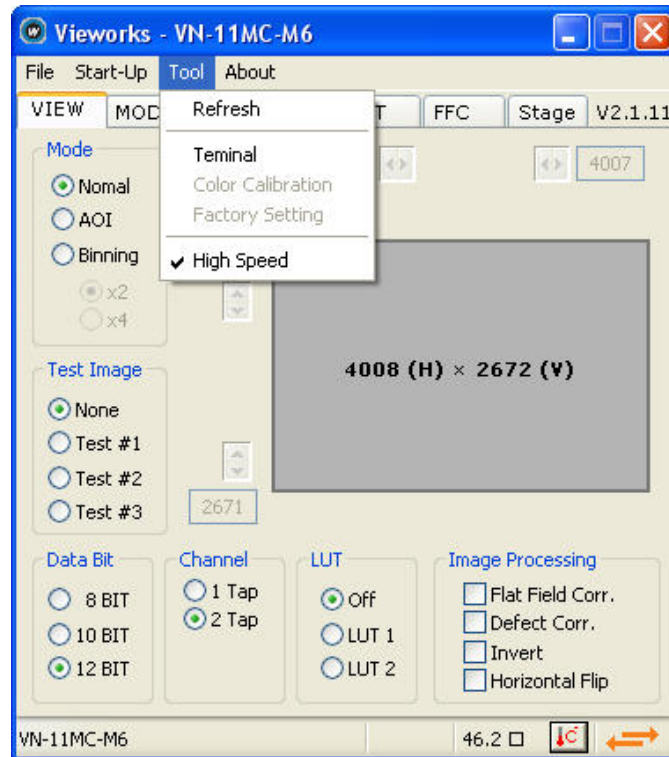 Vieworks - VN-11MC-M6
File Start-Up Tool About
VIEW MOD T FFC Stage V2.1.11
Refresh
Teminal
Color Calibration
Factory Setting
High Speed
Mode
Nomal
AOI
Binning
x2
x4
4007
4008 (H) × 2672 (V)
Test Image
None
Test #1
Test #2
Test #3
2671
Data Bit
8 BIT
10 BIT
12 BIT
Channel
1 Tap
2 Tap
LUT
Off
LUT 1
LUT 2
Image Processing
Flat Field Corr.
Defect Corr.
Invert
Horizontal Flip
VN-11MC-M6 46.2 □ C